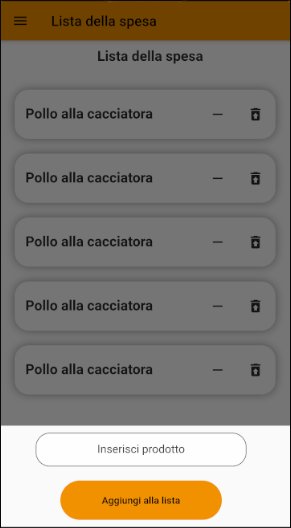 Lista della spesa
Lista della spesa
Pollo alla cacciatora
Pollo alla cacciatora
Pollo alla cacciatora
Pollo alla cacciatora
Pollo alla cacciatora
Inserisci prodotto
Aggiungi alla lista